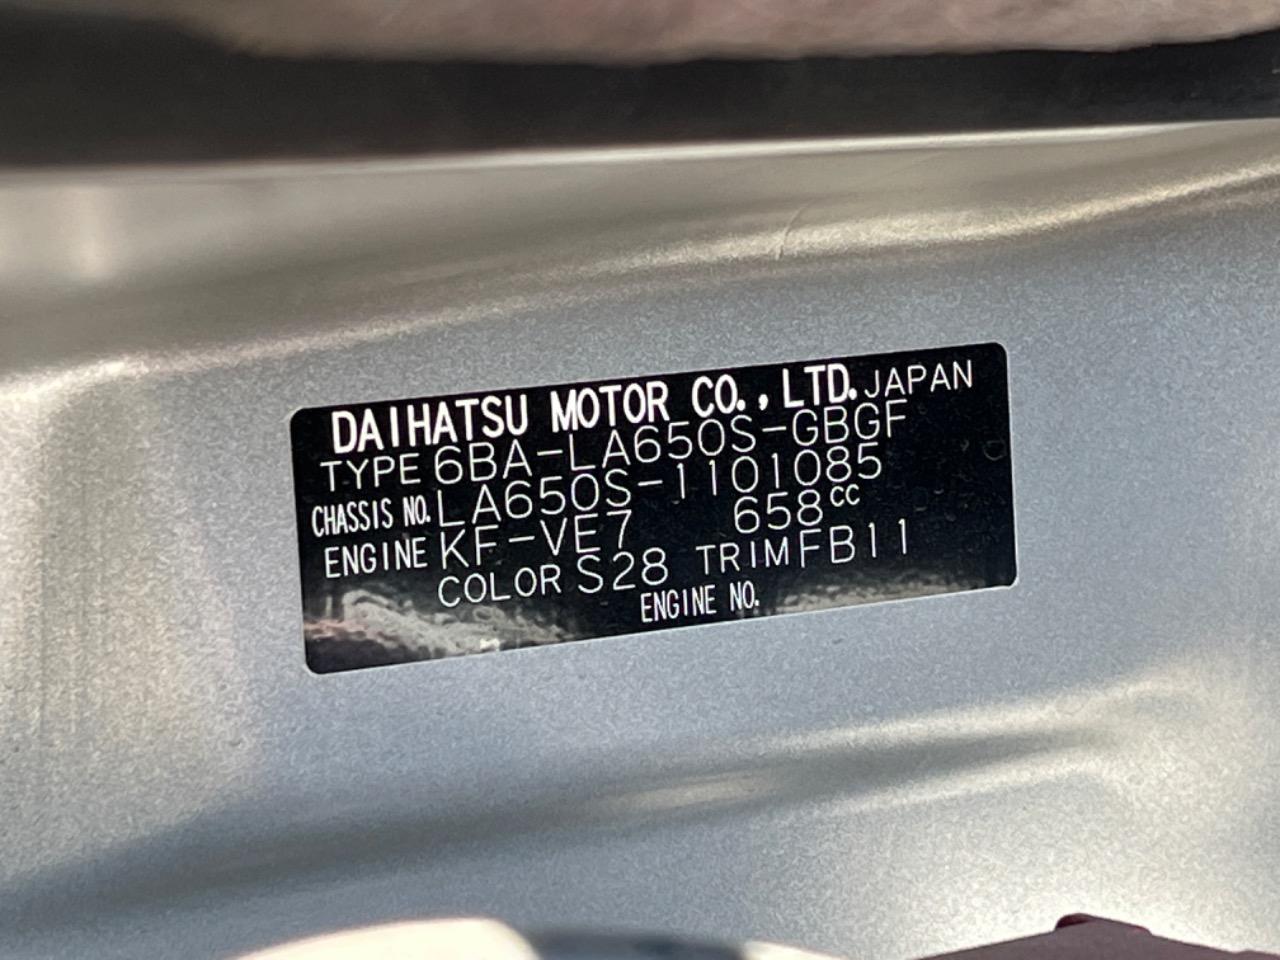 DAIHATSU MOTOR CO., LTD. JAPAN
TYPE 6BA-LA650S-GBGF
CHASSIS NO. LA650S-1101085
ENGINE KF-VE7 658cc
COLOR S28 TRIM FB11
ENGINE NO.